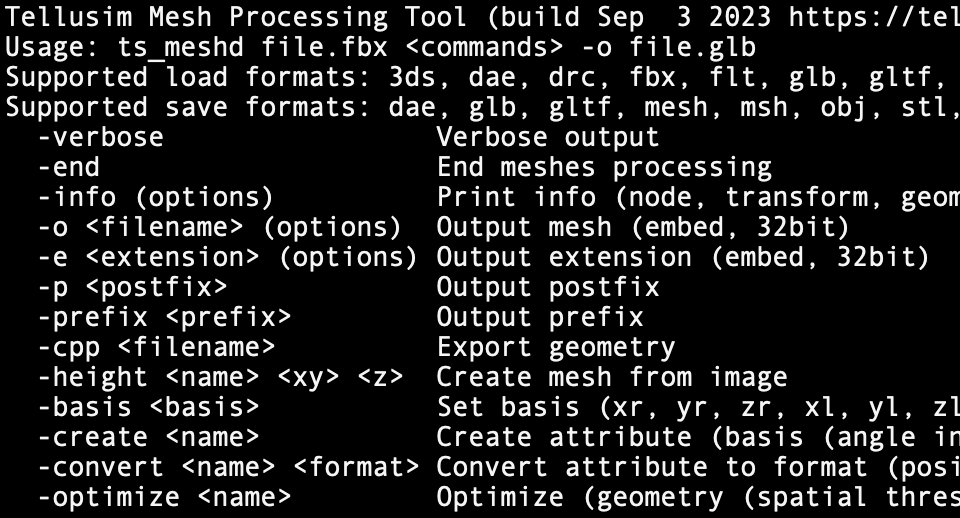 Tellusim Mesh Processing Tool (build Sep  3 2023 https://tel
Usage: ts_meshd file.fbx <commands> -o file.glb
Supported load formats: 3ds, dae, drc, fbx, flt, glb, gltf,
Supported save formats: dae, glb, gltf, mesh, msh, obj, stl,
  -verbose                 Verbose output
  -end                     End meshes processing
  -info (options)          Print info (node, transform, geom
  -o <filename> (options)  Output mesh (embed, 32bit)
  -e <extension> (options) Output extension (embed, 32bit)
  -p <postfix>             Output postfix
  -prefix <prefix>         Output prefix
  -cpp <filename>          Export geometry
  -height <name> <xy> <z>  Create mesh from image
  -basis <basis>           Set basis (xr, yr, zr, xl, yl, zl
  -create <name>           Create attribute (basis (angle in
  -convert <name> <format> Convert attribute to format (posi
  -optimize <name>         Optimize (geometry (spatial thres